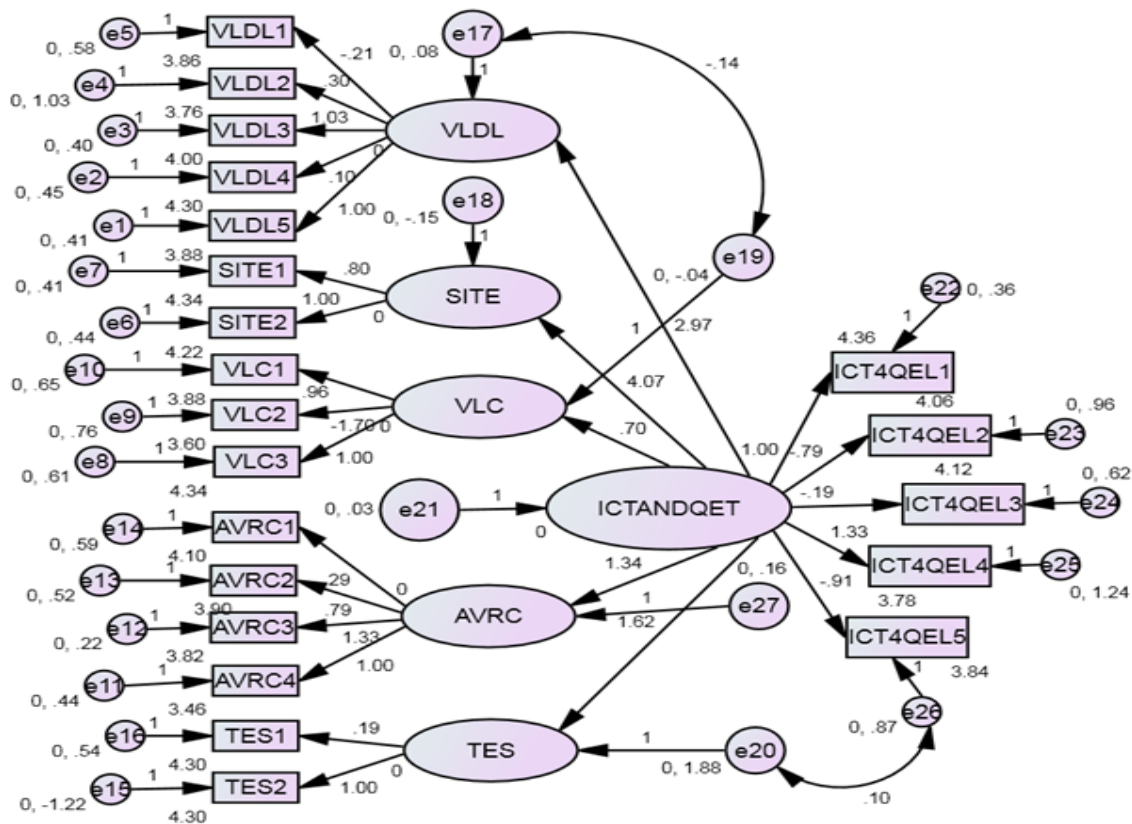 e5
1
VLDL1
0, .58
3.86
e4
1
VLDL2
0, 1.03
3.76
e3
1
VLDL3
0, .40
4.00
e2
1
VLDL4
0, .45
4.30
e1
1
VLDL5
0, .41
3.88
e7
1
SITE1
0, .41
4.34
e6
1
SITE2
0, .44
4.22
e10
1
VLC1
0, .65
3.88
e9
1
VLC2
0, .76
3.60
e8
1
VLC3
0, .61
4.34
e14
1
AVRC1
0, .59
4.10
e13
1
AVRC2
0, .52
3.90
e12
1
AVRC3
0, .22
3.82
e11
1
AVRC4
0, .44
3.46
e16
1
TES1
0, .54
4.30
e15
1
TES2
0, -1.22
4.30
-.21
.30
1.03
.10
1.00
0
VLDL
e17
0, .08
1
-.14
e18
0, -.15
1
.80
1.00
0
SITE
e19
0, -.04
1
.96
-1.70
1.00
0
VLC
2.97
4.07
.70
e21
0, .03
1
ICTANDQET
0
1.34
1.62
.29
.79
1.33
1.00
0
AVRC
0, .16
e27
1
.19
1.00
0
TES
e20
0, 1.88
1
.10
1.00
-.79
-.19
1.33
-.91
e22
0, .36
1
4.36
ICT4QEL1
4.06
ICT4QEL2
1
e23
0, .96
4.12
ICT4QEL3
1
e24
0, .62
ICT4QEL4
1
e25
0, 1.24
3.78
ICT4QEL5
3.84
1
e26
0, .87